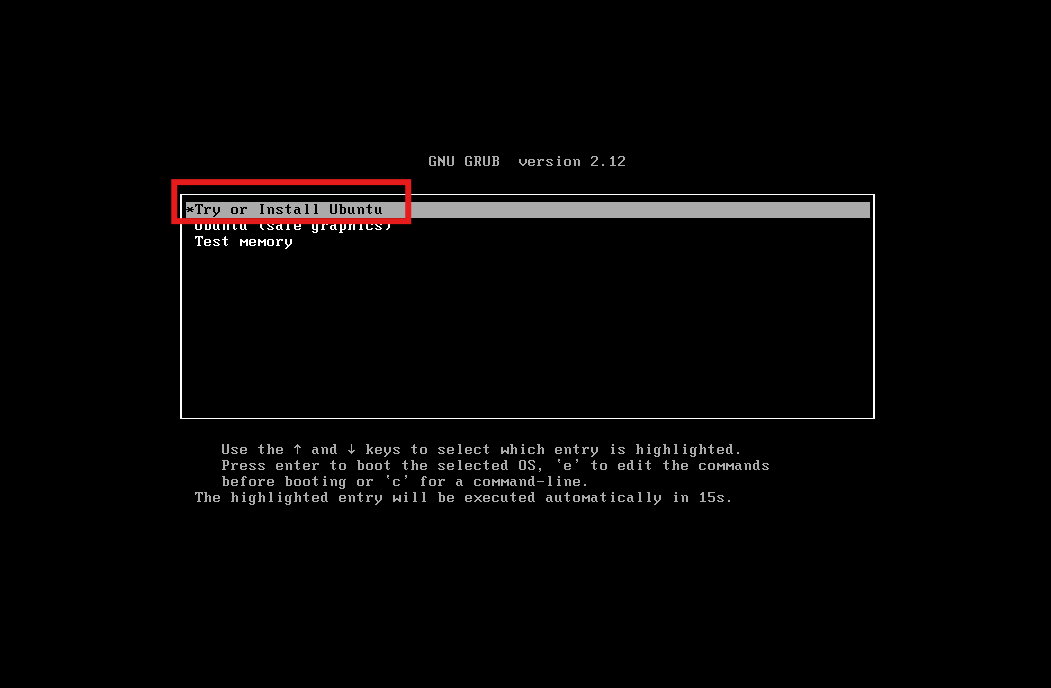 GNU GRUB version 2.12
*Try or Install Ubuntu
Ubuntu (safe graphics)
Test memory
Use the ↑ and ↓ keys to select which entry is highlighted.
Press enter to boot the selected OS, `e' to edit the commands
before booting or `c' for a command-line.
The highlighted entry will be executed automatically in 15s.